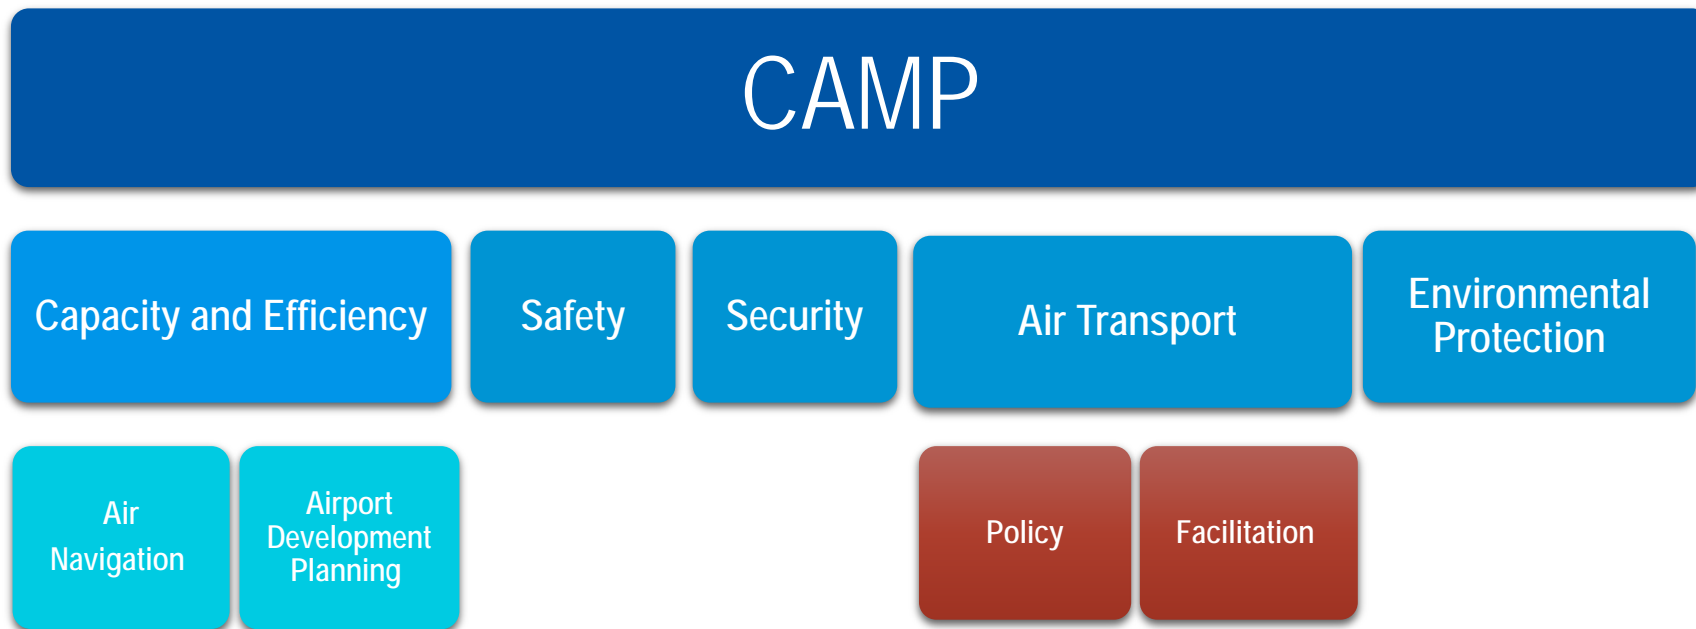 CAMP
Capacity and Efficiency
Safety
Security
Air Transport
Environmental
Protection
Air
Navigation
Airport
Development
Planning
Policy
Facilitation